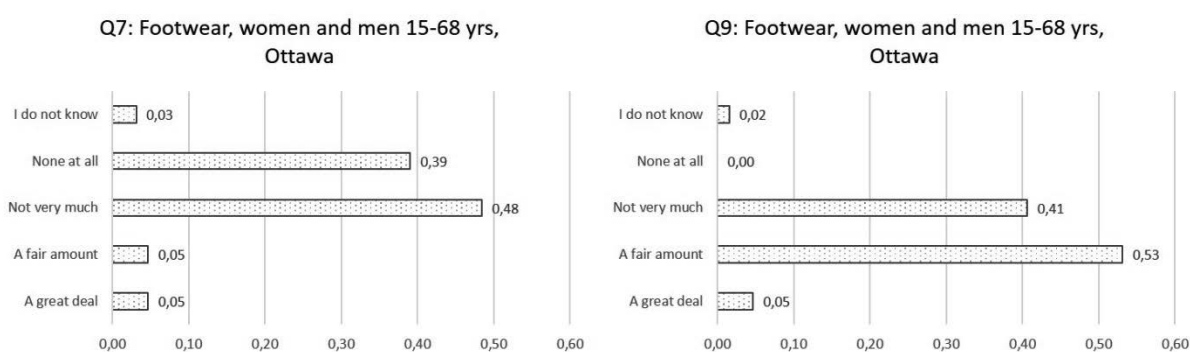 Q7: Footwear, women and men 15-68 yrs,
Ottawa
I do not know
0,03
None at all
0,39
Not very much
0,48
A fair amount
0,05
A great deal
0,05
0,00 0,10 0,20 0,30 0,40 0,50 0,60
Q9: Footwear, women and men 15-68 yrs,
Ottawa
I do not know
0,02
None at all
0,00
Not very much
0,41
A fair amount
0,53
A great deal
0,05
0,00 0,10 0,20 0,30 0,40 0,50 0,60